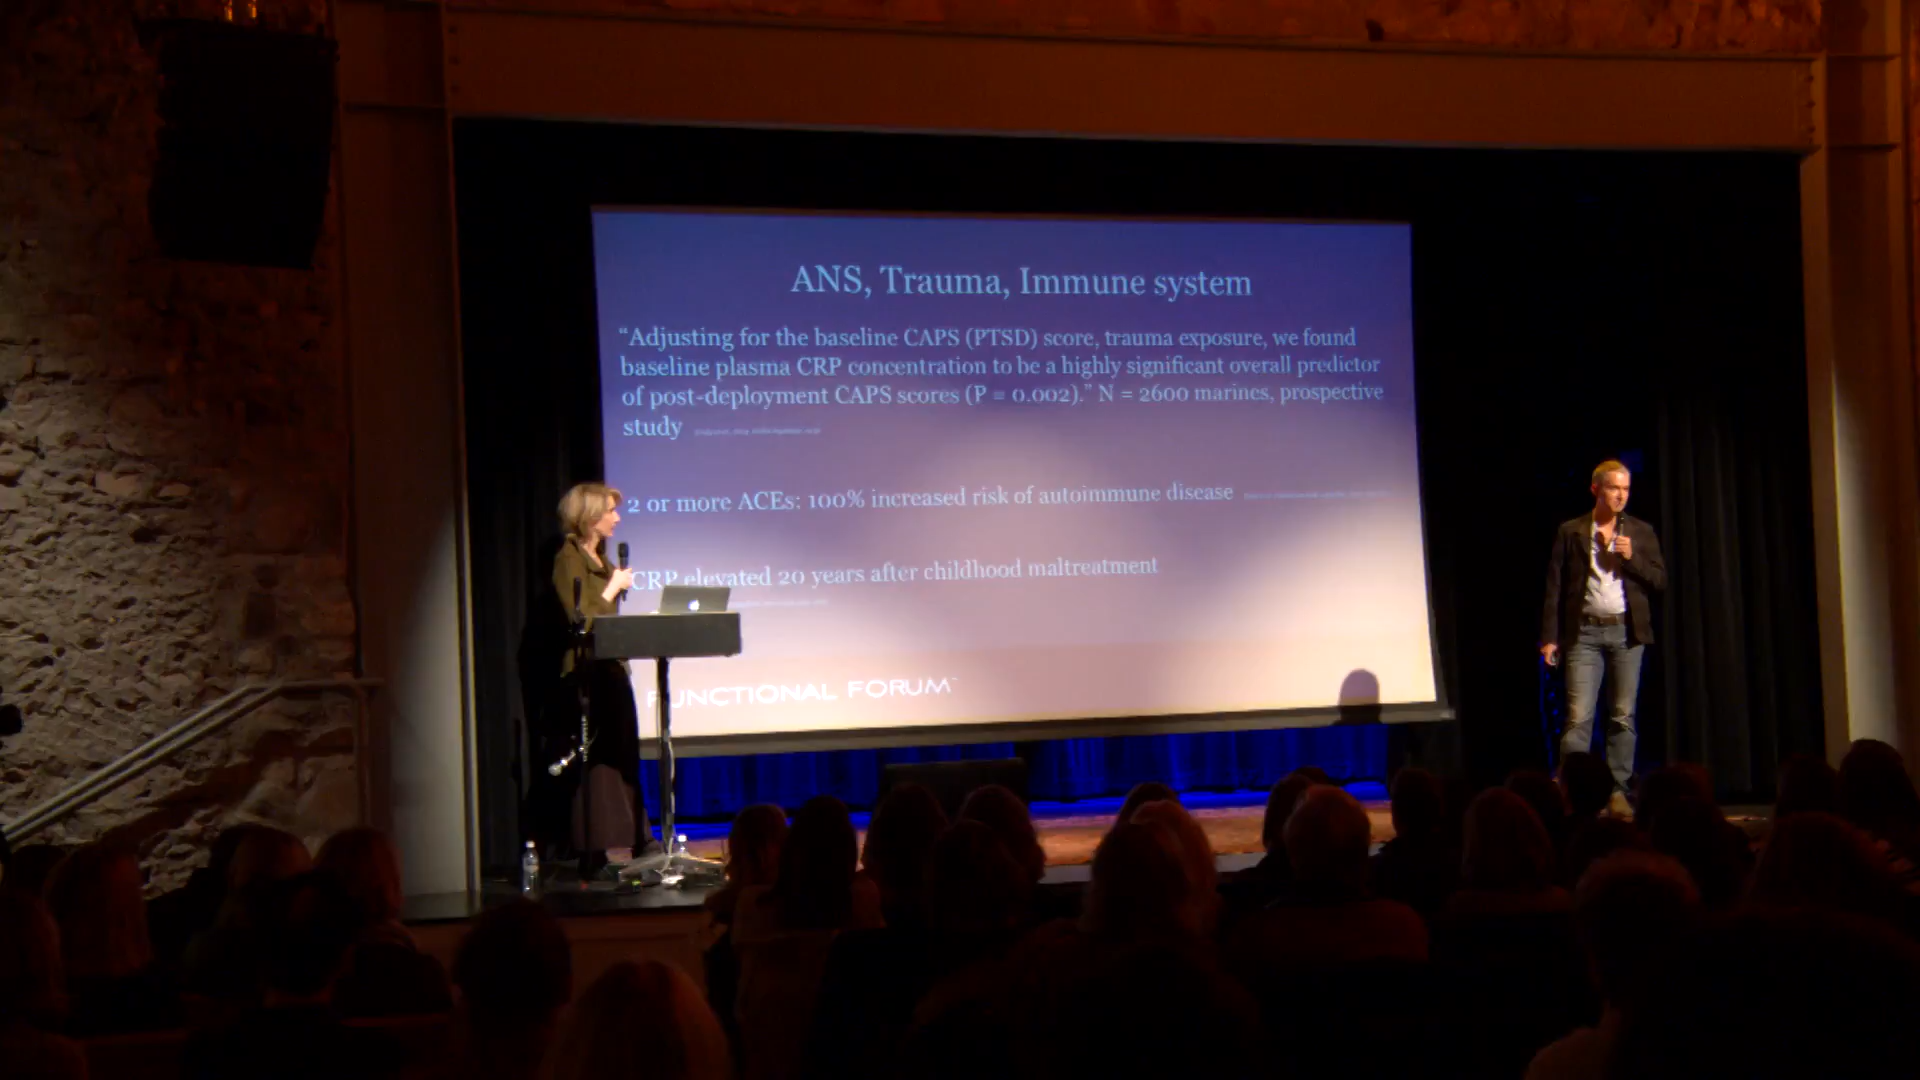 ANS, Trauma, Immune system
“Adjusting for the baseline CAPS (PTSD) score, trauma exposure, we found
baseline plasma CRP concentration to be a highly significant overall predictor
of post-deployment CAPS scores (P = 0.002).” N = 2600 marines, prospective
study
2 or more ACEs: 100% increased risk of autoimmune disease
CRP elevated 20 years after childhood maltreatment
FUNCTIONAL FORUM